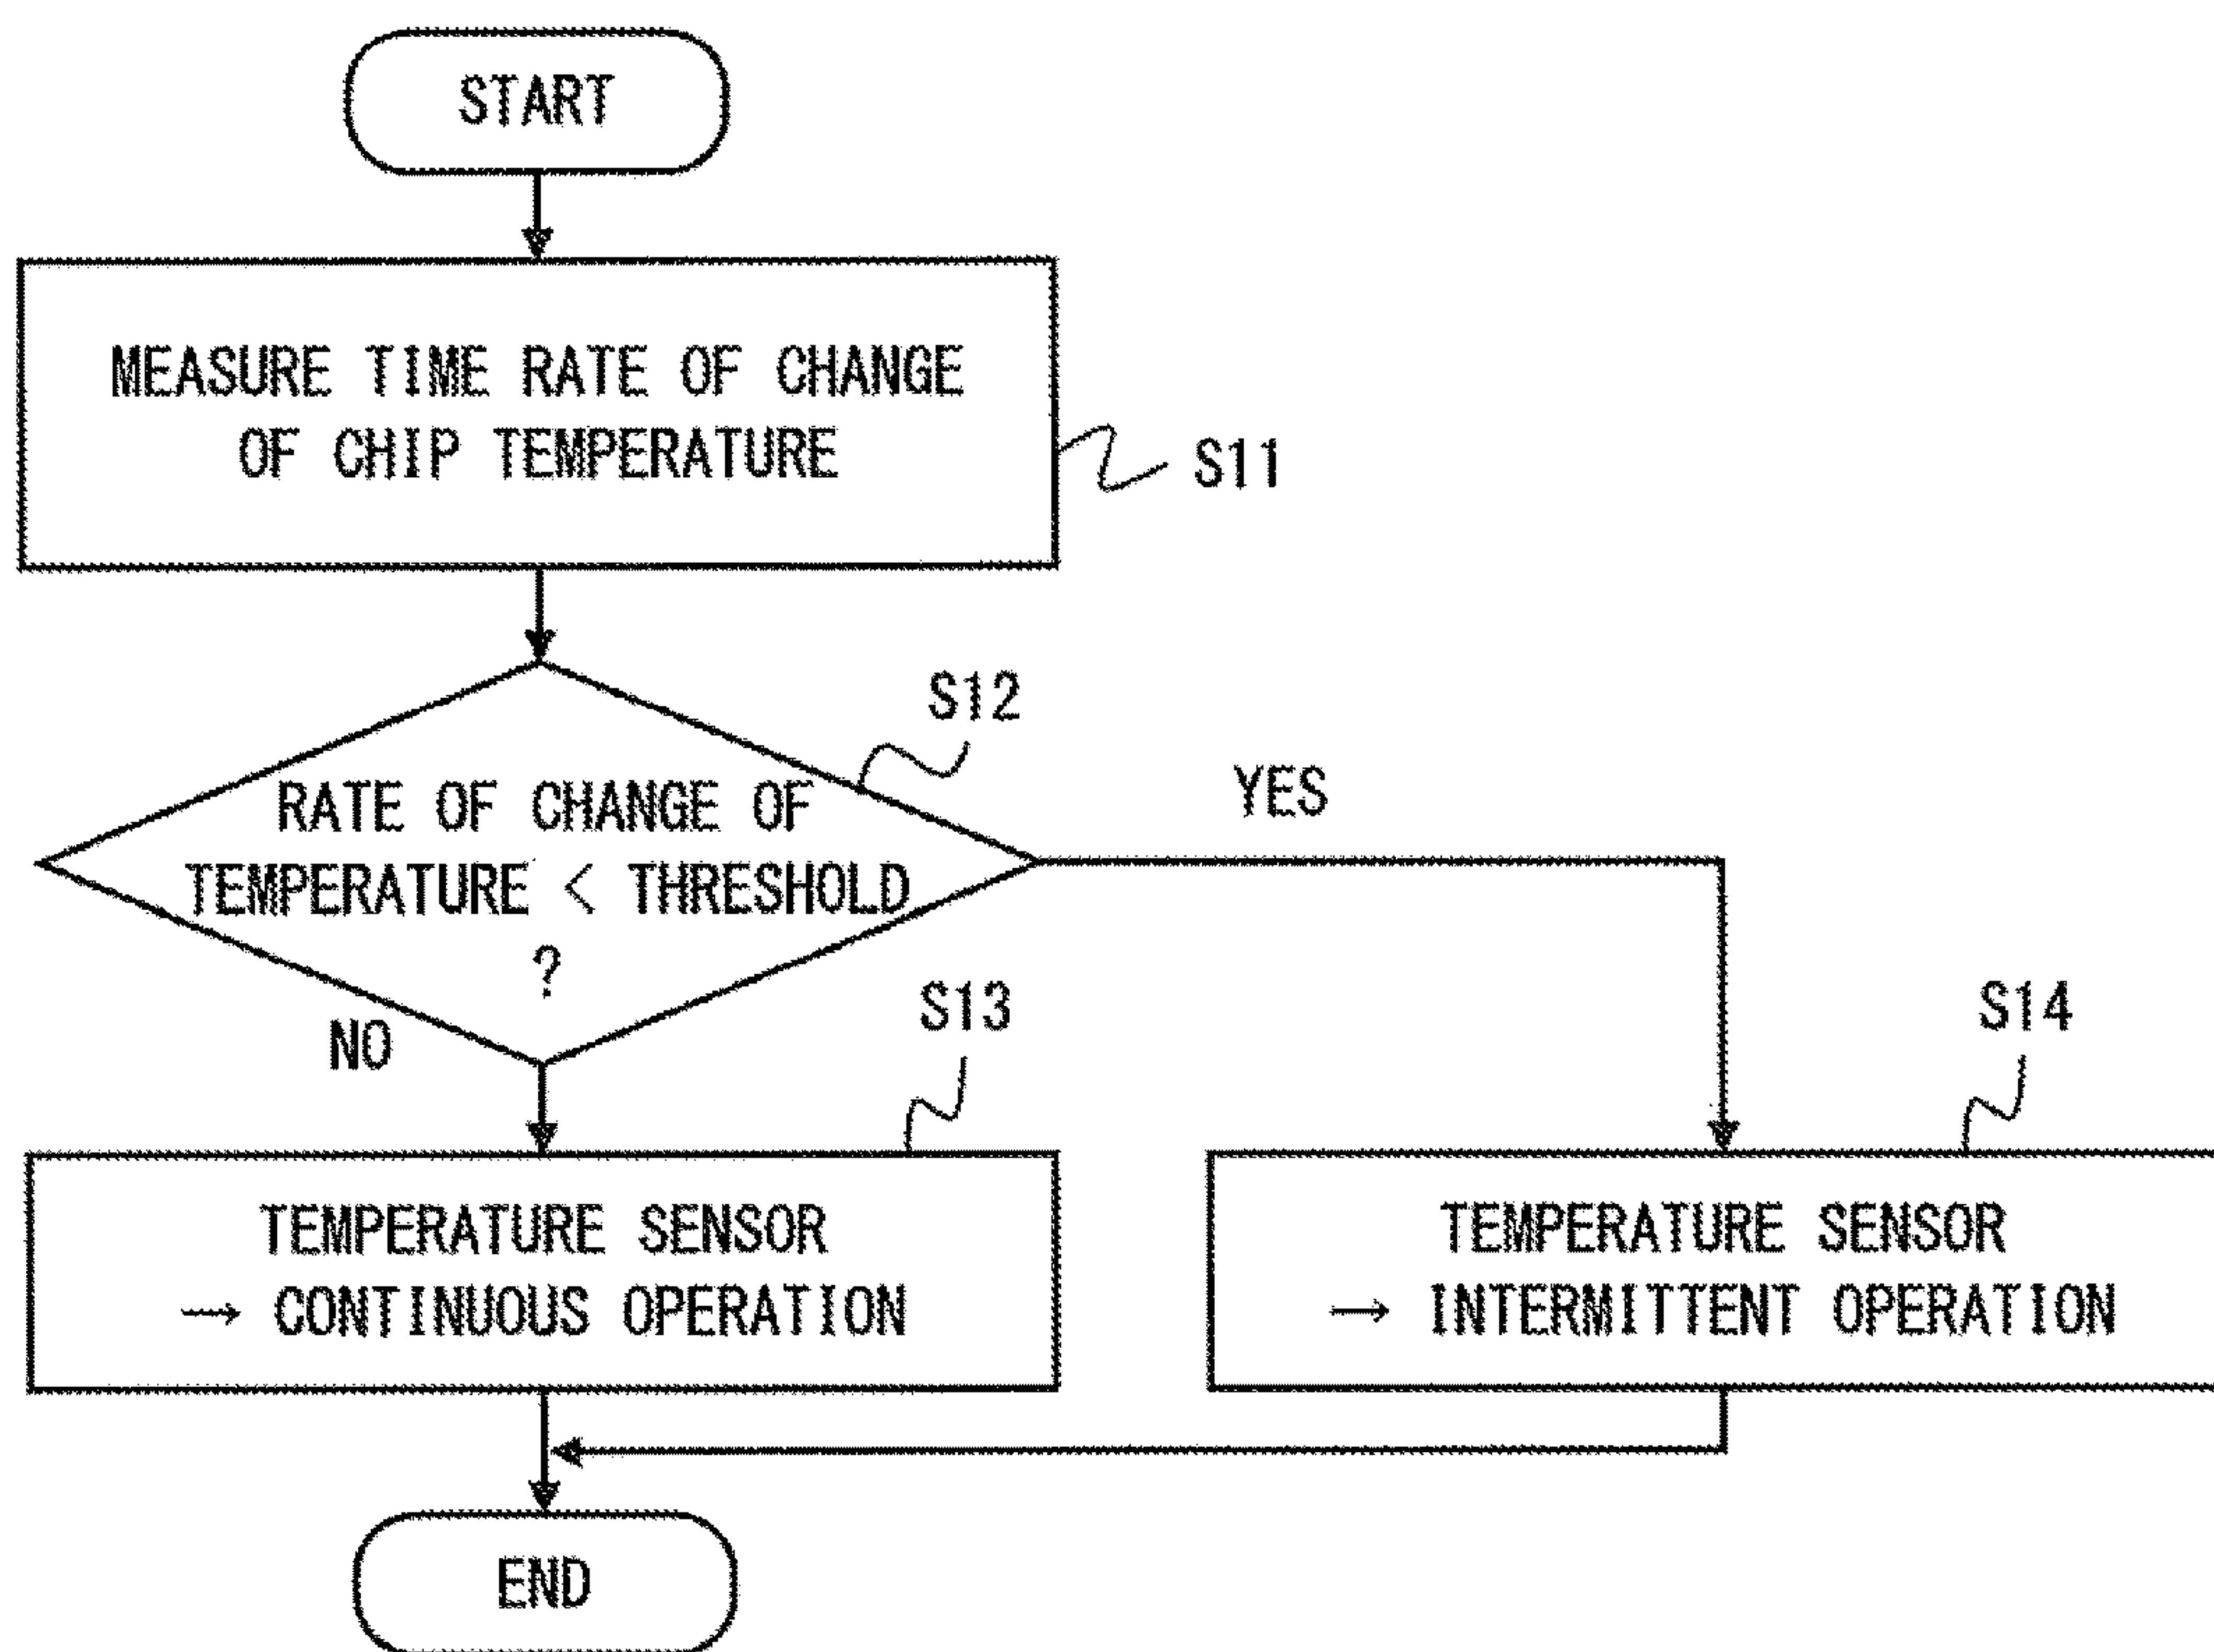 START
MEASURE TIME RATE OF CHANGE
OF CHIP TEMPERATURE
S11
S12
RATE OF CHANGE OF
TEMPERATURE < THRESHOLD
?
YES
NO
S13
S14
TEMPERATURE SENSOR
→ CONTINUOUS OPERATION
TEMPERATURE SENSOR
→ INTERMITTENT OPERATION
END